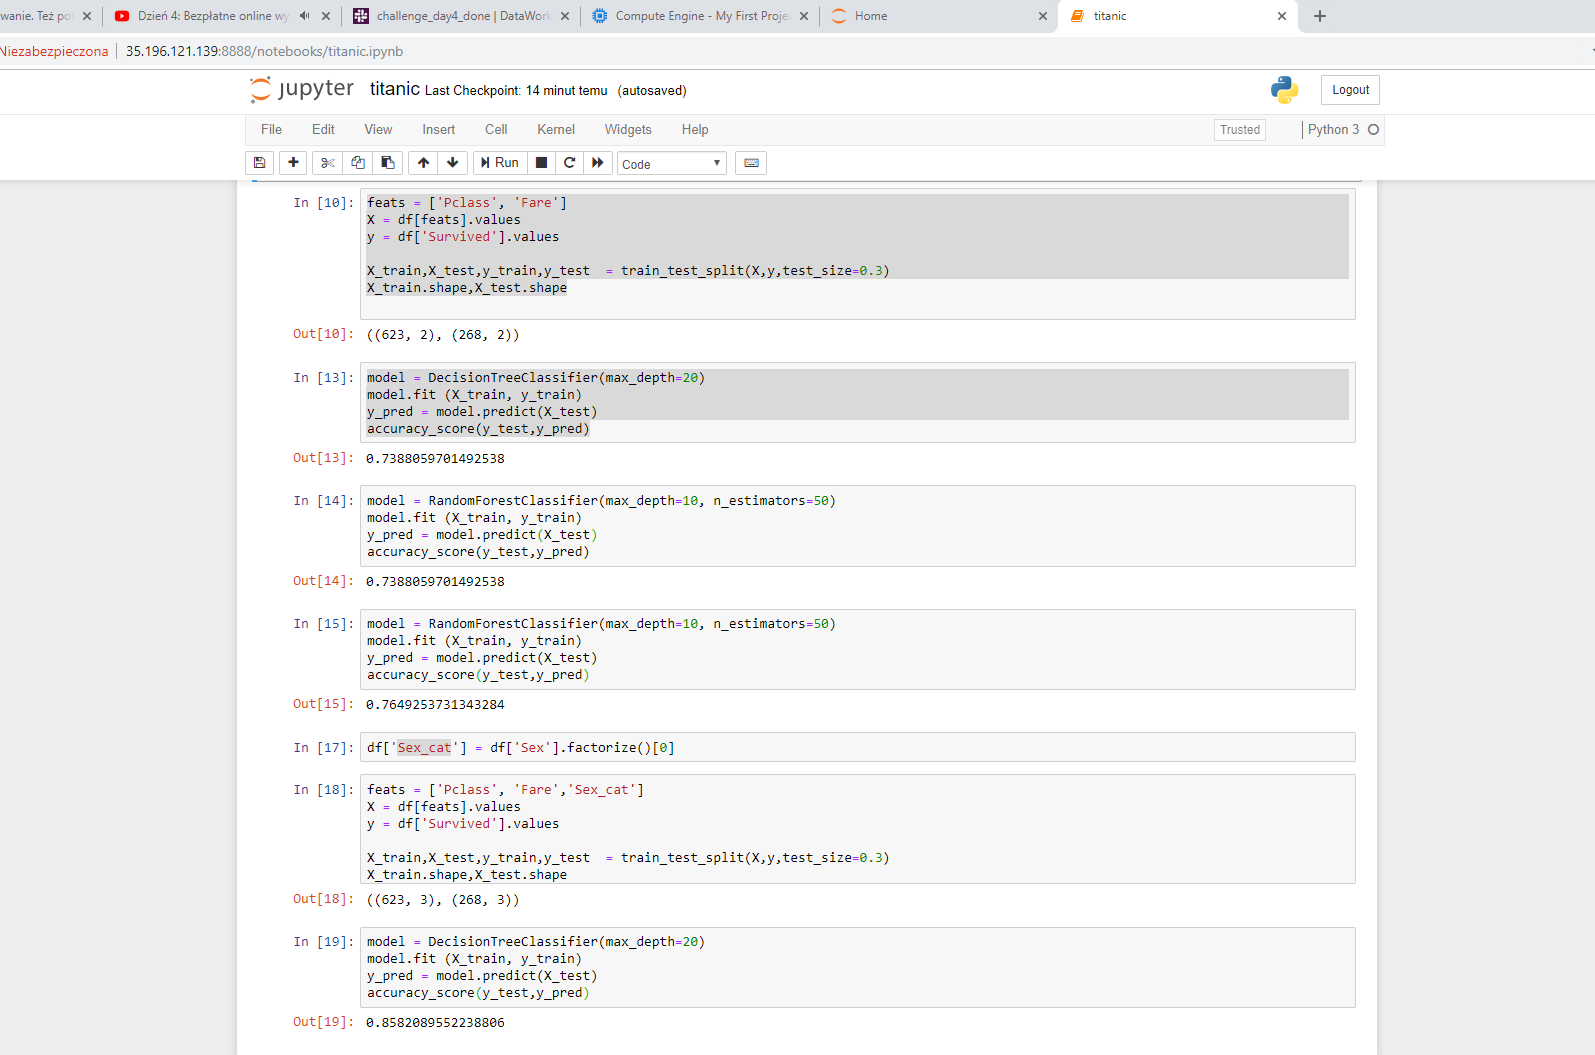 wanie. Też po
Dzień 4: Bezpłatne online wy
challenge_day4_done | DataWork
Compute Engine - My First Proje
Home
titanic
Niezabezpieczona
35.196.121.139:8888/notebooks/titanic.ipynb
jupyter titanic Last Checkpoint: 14 minut temu (autosaved)
Logout
File Edit View Insert Cell Kernel Widgets Help
Trusted
Python 3
Run
Code
In [10]:
feats = ['Pclass', 'Fare']
X = df[feats].values
y = df['Survived'].values
X_train,X_test,y_train,y_test  = train_test_split(X,y,test_size=0.3)
X_train.shape,X_test.shape
Out[10]: ((623, 2), (268, 2))
In [13]:
model = DecisionTreeClassifier(max_depth=20)
model.fit (X_train, y_train)
y_pred = model.predict(X_test)
accuracy_score(y_test,y_pred)
Out[13]: 0.7388059701492538
In [14]:
model = RandomForestClassifier(max_depth=10, n_estimators=50)
model.fit (X_train, y_train)
y_pred = model.predict(X_test)
accuracy_score(y_test,y_pred)
Out[14]: 0.7388059701492538
In [15]:
model = RandomForestClassifier(max_depth=10, n_estimators=50)
model.fit (X_train, y_train)
y_pred = model.predict(X_test)
accuracy_score(y_test,y_pred)
Out[15]: 0.7649253731343284
In [17]: df['Sex_cat'] = df['Sex'].factorize()[0]
In [18]:
feats = ['Pclass', 'Fare','Sex_cat']
X = df[feats].values
y = df['Survived'].values
X_train,X_test,y_train,y_test  = train_test_split(X,y,test_size=0.3)
X_train.shape,X_test.shape
Out[18]: ((623, 3), (268, 3))
In [19]:
model = DecisionTreeClassifier(max_depth=20)
model.fit (X_train, y_train)
y_pred = model.predict(X_test)
accuracy_score(y_test,y_pred)
Out[19]: 0.8582089552238806